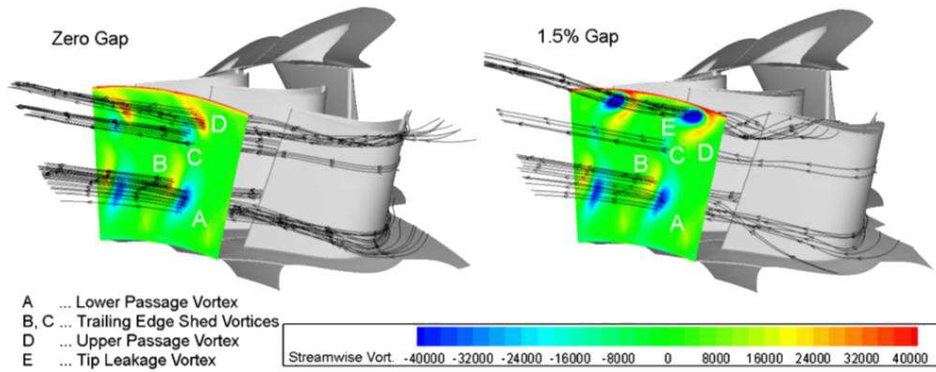 Zero Gap
1.5% Gap
D
C
B
A
E
C D
B
A
A ... Lower Passage Vortex
B, C ... Trailing Edge Shed Vortices
D ... Upper Passage Vortex
E ... Tip Leakage Vortex
Streamwise Vort. -40000 -32000 -24000 -16000 -8000 0 8000 16000 24000 32000 40000